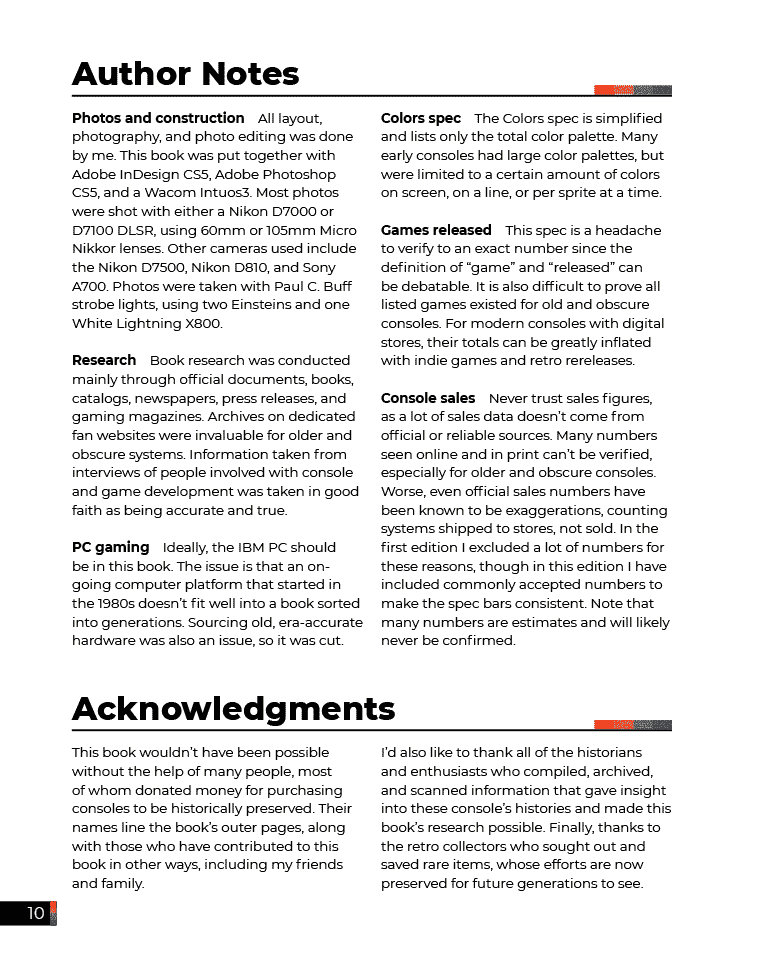 Author Notes
Photos and construction All layout,
photography, and photo editing was done
by me. This book was put together with
Adobe InDesign CS5, Adobe Photoshop
CS5, and a Wacom Intuos3. Most photos
were shot with either a Nikon D7000 or
D7100 DLSR, using 60mm or 105mm Micro
Nikkor lenses. Other cameras used include
the Nikon D7500, Nikon D810, and Sony
A700. Photos were taken with Paul C. Buff
strobe lights, using two Einsteins and one
White Lightning X800.
Research Book research was conducted
mainly through official documents, books,
catalogs, newspapers, press releases, and
gaming magazines. Archives on dedicated
fan websites were invaluable for older and
obscure systems. Information taken from
interviews of people involved with console
and game development was taken in good
faith as being accurate and true.
PC gaming Ideally, the IBM PC should
be in this book. The issue is that an on-
going computer platform that started in
the 1980s doesn't fit well into a book sorted
into generations. Sourcing old, era-accurate
hardware was also an issue, so it was cut.
Colors spec The Colors spec is simplified
and lists only the total color palette. Many
early consoles had large color palettes, but
were limited to a certain amount of colors
on screen, on a line, or per sprite at a time.
Games released This spec is a headache
to verify to an exact number since the
definition of “game” and “released” can
be debatable. It is also difficult to prove all
listed games existed for old and obscure
consoles. For modern consoles with digital
stores, their totals can be greatly inflated
with indie games and retro rereleases.
Console sales Never trust sales figures,
as a lot of sales data doesn't come from
official or reliable sources. Many numbers
seen online and in print can't be verified,
especially for older and obscure consoles.
Worse, even official sales numbers have
been known to be exaggerations, counting
systems shipped to stores, not sold. In the
first edition I excluded a lot of numbers for
these reasons, though in this edition I have
included commonly accepted numbers to
make the spec bars consistent. Note that
many numbers are estimates and will likely
never be confirmed.
Acknowledgments
This book wouldn't have been possible
without the help of many people, most
of whom donated money for purchasing
consoles to be historically preserved. Their
names line the book's outer pages, along
with those who have contributed to this
book in other ways, including my friends
and family.
I'd also like to thank all of the historians
and enthusiasts who compiled, archived,
and scanned information that gave insight
into these console's histories and made this
book's research possible. Finally, thanks to
the retro collectors who sought out and
saved rare items, whose efforts are now
preserved for future generations to see.
10